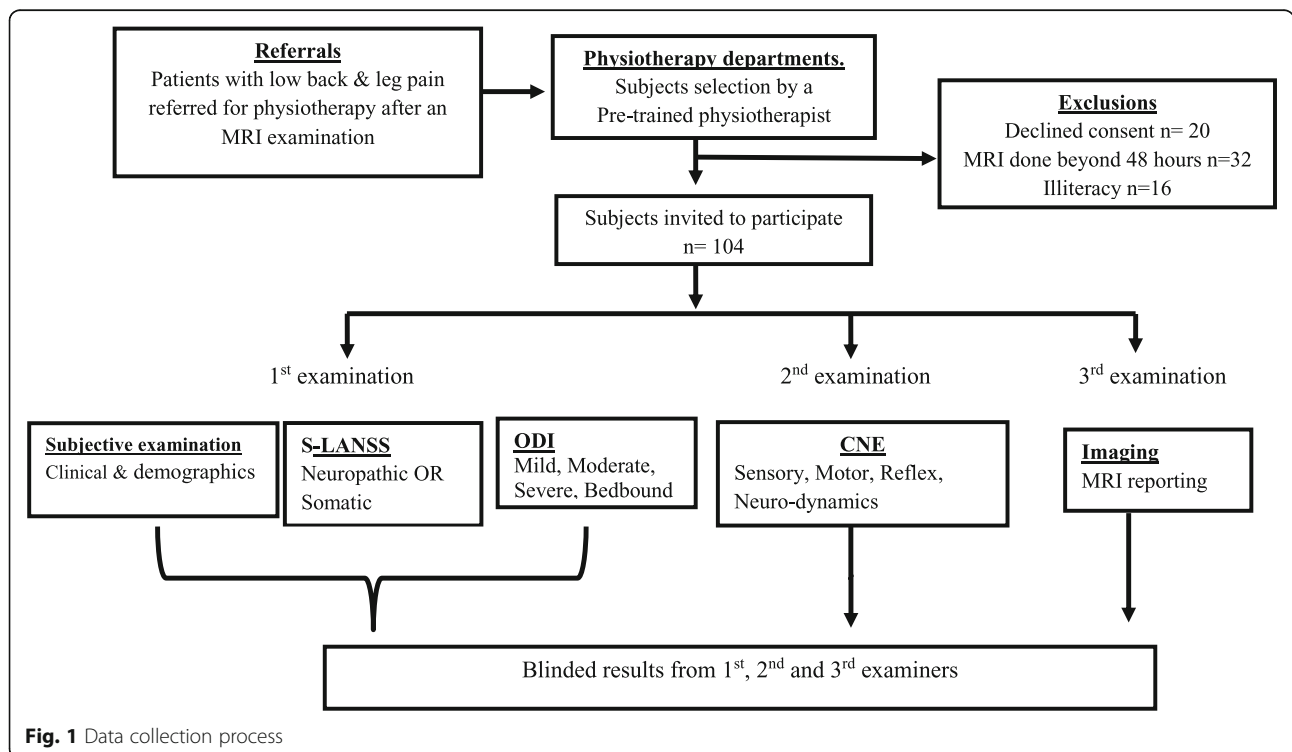 Referrals
Patients with low back & leg pain
referred for physiotherapy after an
MRI examination
Physiotherapy departments.
Subjects selection by a
Pre-trained physiotherapist
Exclusions
Declined consent n= 20
MRI done beyond 48 hours n=32
Illiteracy n=16
Subjects invited to participate
n= 104
1st examination
2nd examination
3rd examination
Subjective examination
Clinical & demographics
S-LANSS
Neuropathic OR
Somatic
ODI
Mild, Moderate,
Severe, Bedbound
CNE
Sensory, Motor, Reflex,
Neuro-dynamics
Imaging
MRI reporting
Blinded results from 1st, 2nd and 3rd examiners
Fig. 1 Data collection process